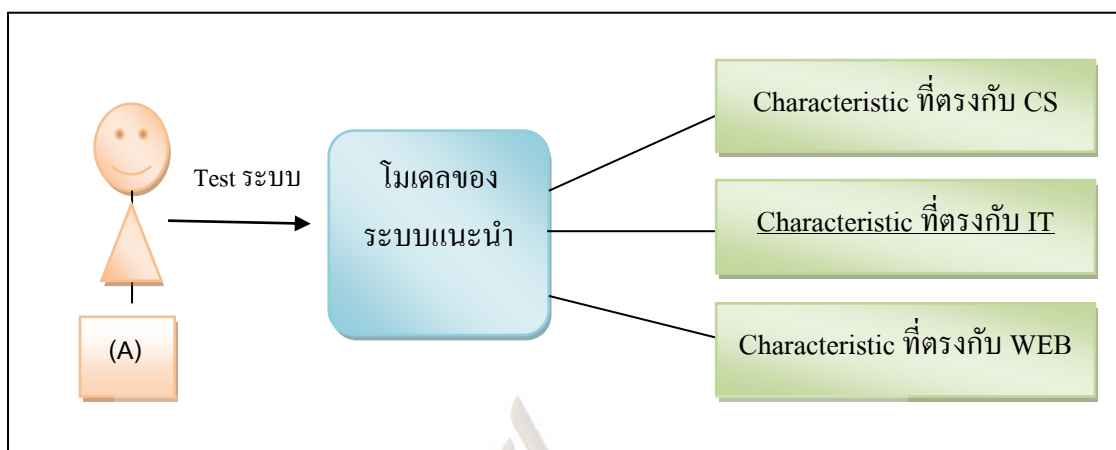 Characteristic ที่ตรงกับ CS
Test ระบบ
โมเดลของ
ระบบแนะนำ
Characteristic ที่ตรงกับ IT
(A)
Characteristic ที่ตรงกับ WEB